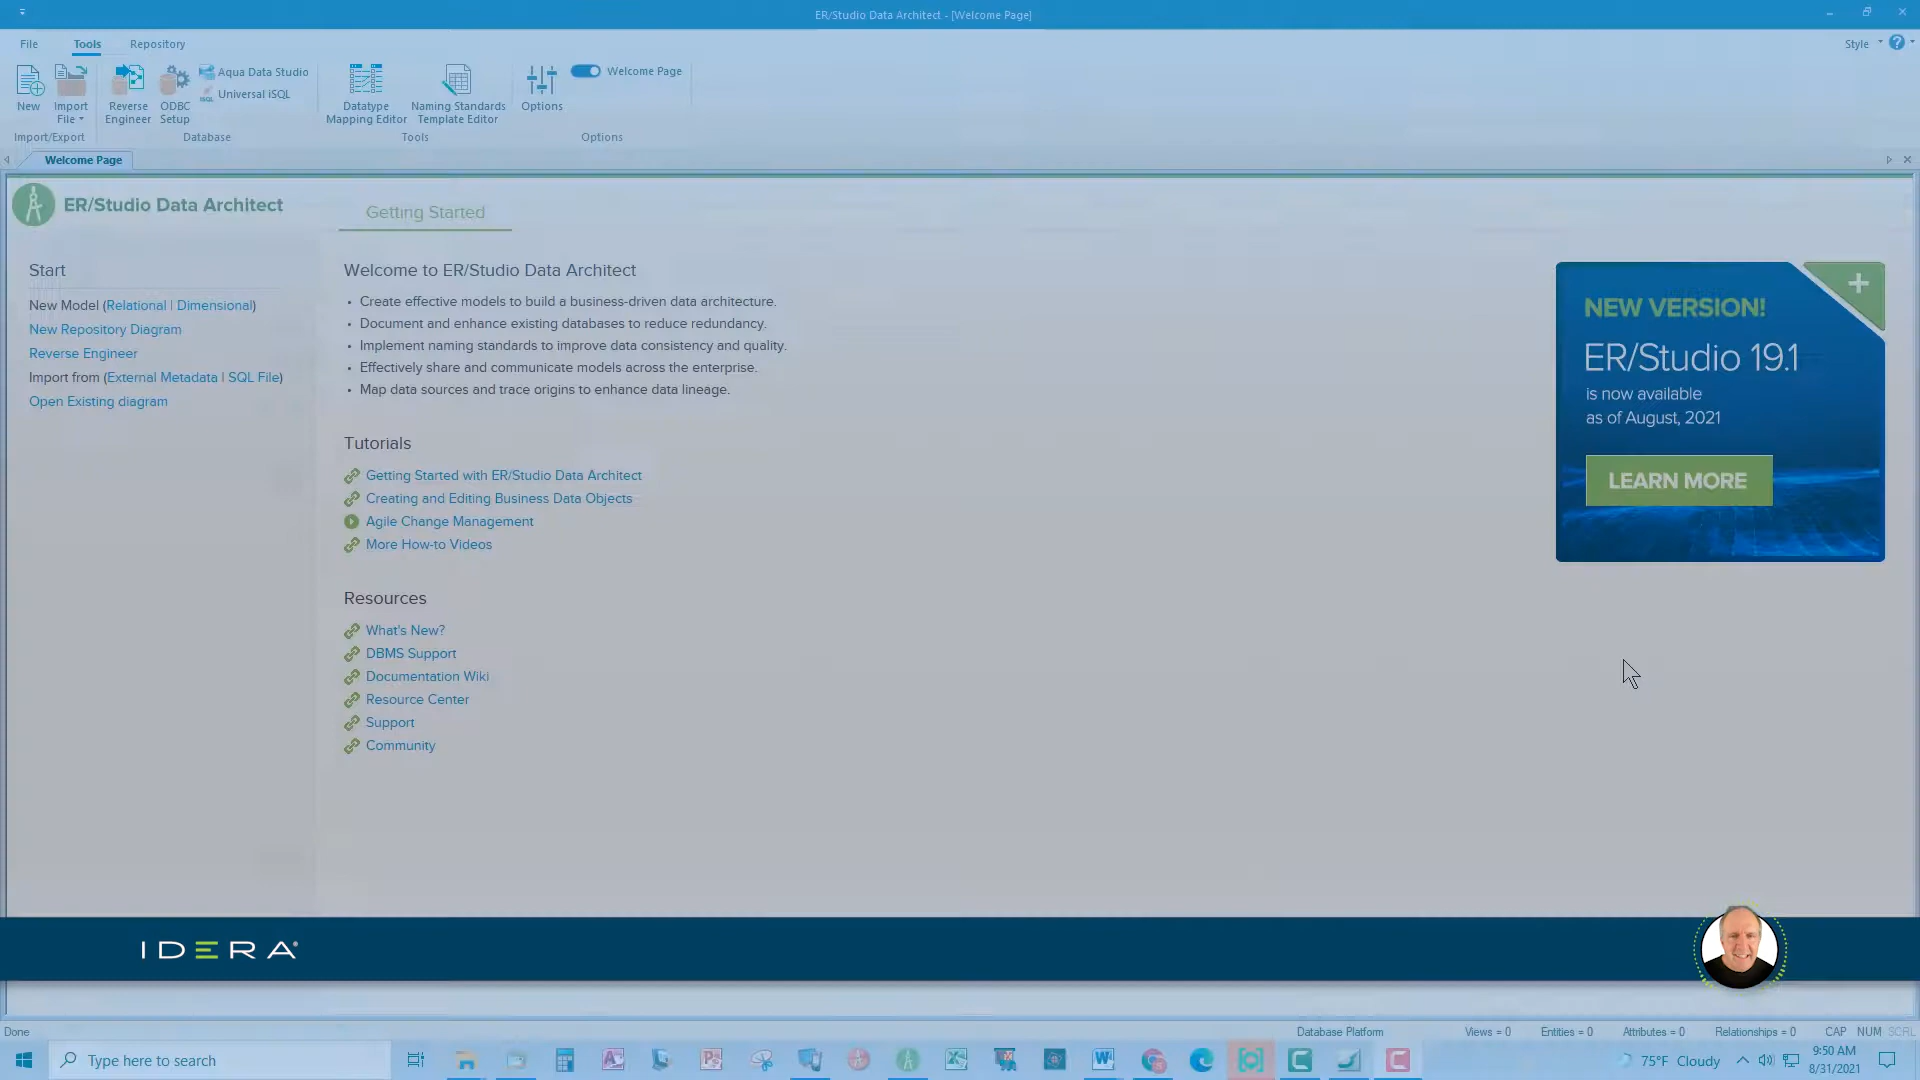 ER/Studio Data Architect - [Welcome Page]
File
Tools
Repository
Style
New
Import
File
Reverse
Engineer
ODBC
Setup
Aqua Data Studio
Universal iSQL
Datatype
Mapping Editor
Naming Standards
Template Editor
Options
Welcome Page
Import/Export
Database
Tools
Options
Welcome Page
ER/Studio Data Architect
Getting Started
Start
New Model (Relational | Dimensional)
New Repository Diagram
Reverse Engineer
Import from (External Metadata | SQL File)
Open Existing diagram
Welcome to ER/Studio Data Architect
• Create effective models to build a business-driven data architecture.
• Document and enhance existing databases to reduce redundancy.
• Implement naming standards to improve data consistency and quality.
• Effectively share and communicate models across the enterprise.
• Map data sources and trace origins to enhance data lineage.
Tutorials
Getting Started with ER/Studio Data Architect
Creating and Editing Business Data Objects
Agile Change Management
More How-to Videos
Resources
What's New?
DBMS Support
Documentation Wiki
Resource Center
Support
Community
NEW VERSION!
ER/Studio 19.1
is now available
as of August, 2021
LEARN MORE
IDERA®
Done
Database Platform
Views = 0
Entities = 0
Attributes = 0
Relationships = 0
CAP
NUM
SCRL
Type here to search
75°F Cloudy
9:50 AM
8/31/2021